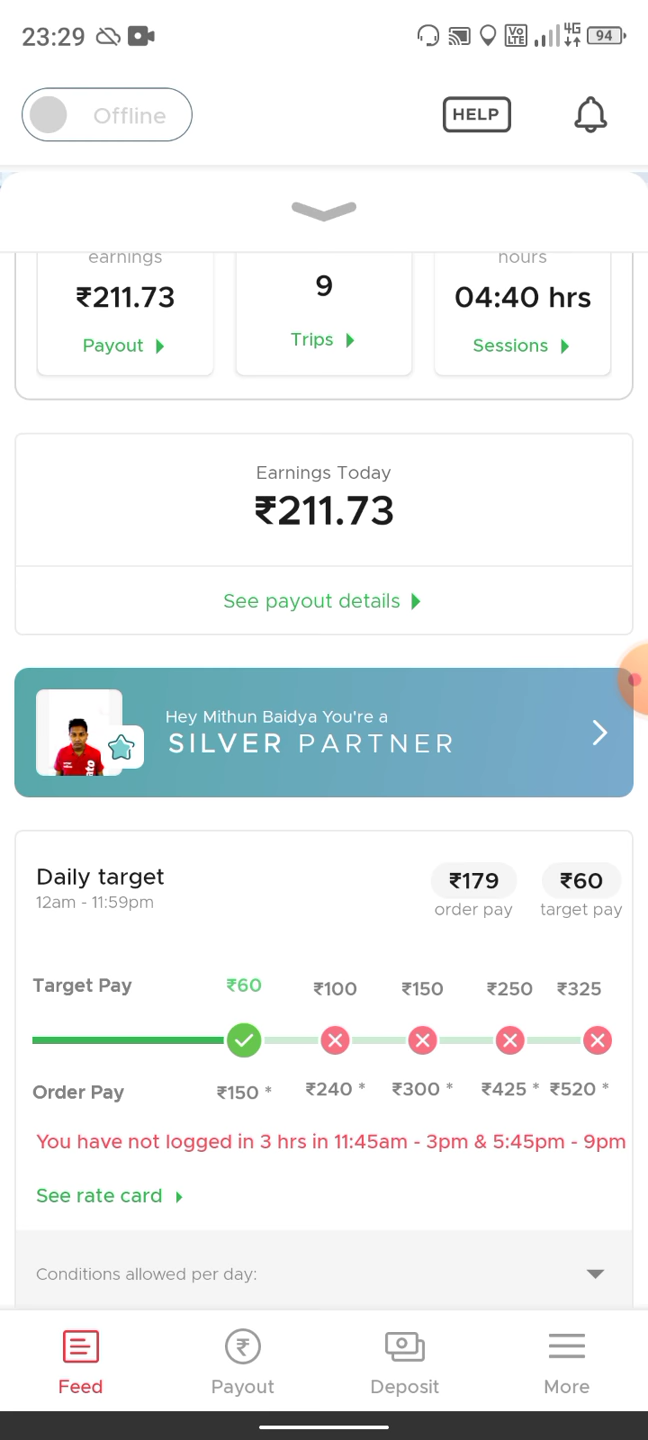 23:29
Vo LTE 4G 94
Offline
HELP
earnings hours
₹211.73 9 04:40 hrs
Payout Trips Sessions
Earnings Today
₹211.73
See payout details
Hey Mithun Baidya You're a
SILVER PARTNER
Daily target ₹179 ₹60
12am - 11:59pm order pay target pay
Target Pay ₹60 ₹100 ₹150 ₹250 ₹325
Order Pay ₹150 * ₹240 * ₹300 * ₹425 * ₹520 *
You have not logged in 3 hrs in 11:45am - 3pm & 5:45pm - 9pm
See rate card
Conditions allowed per day:
Feed Payout Deposit More